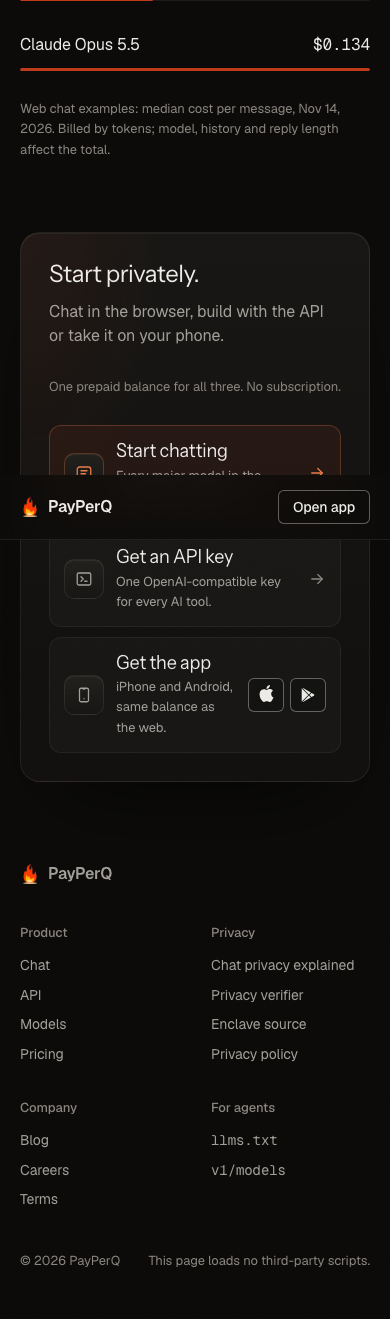 Claude Opus 5.5 $0.134
Web chat examples: median cost per message, Nov 14,
2026. Billed by tokens; model, history and reply length
affect the total.
Start privately.
Chat in the browser, build with the API
or take it on your phone.
One prepaid balance for all three. No subscription.
Start chatting
Every major model in the
PayPerQ
Open app
Get an API key
One OpenAI-compatible key
for every AI tool.
Get the app
iPhone and Android,
same balance as
the web.
PayPerQ
Product
Chat
API
Models
Pricing
Privacy
Chat privacy explained
Privacy verifier
Enclave source
Privacy policy
Company
Blog
Careers
Terms
For agents
llms.txt
v1/models
© 2026 PayPerQ
This page loads no third-party scripts.